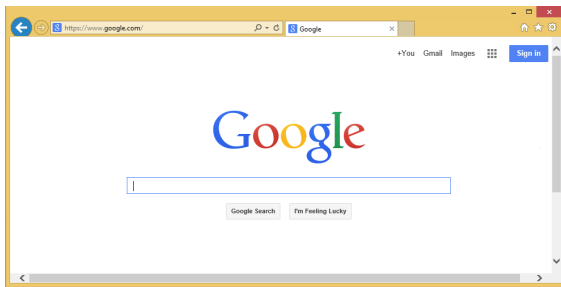 https://www.google.com/
Google
+You Gmail Images
Sign in
Google
Google Search I'm Feeling Lucky